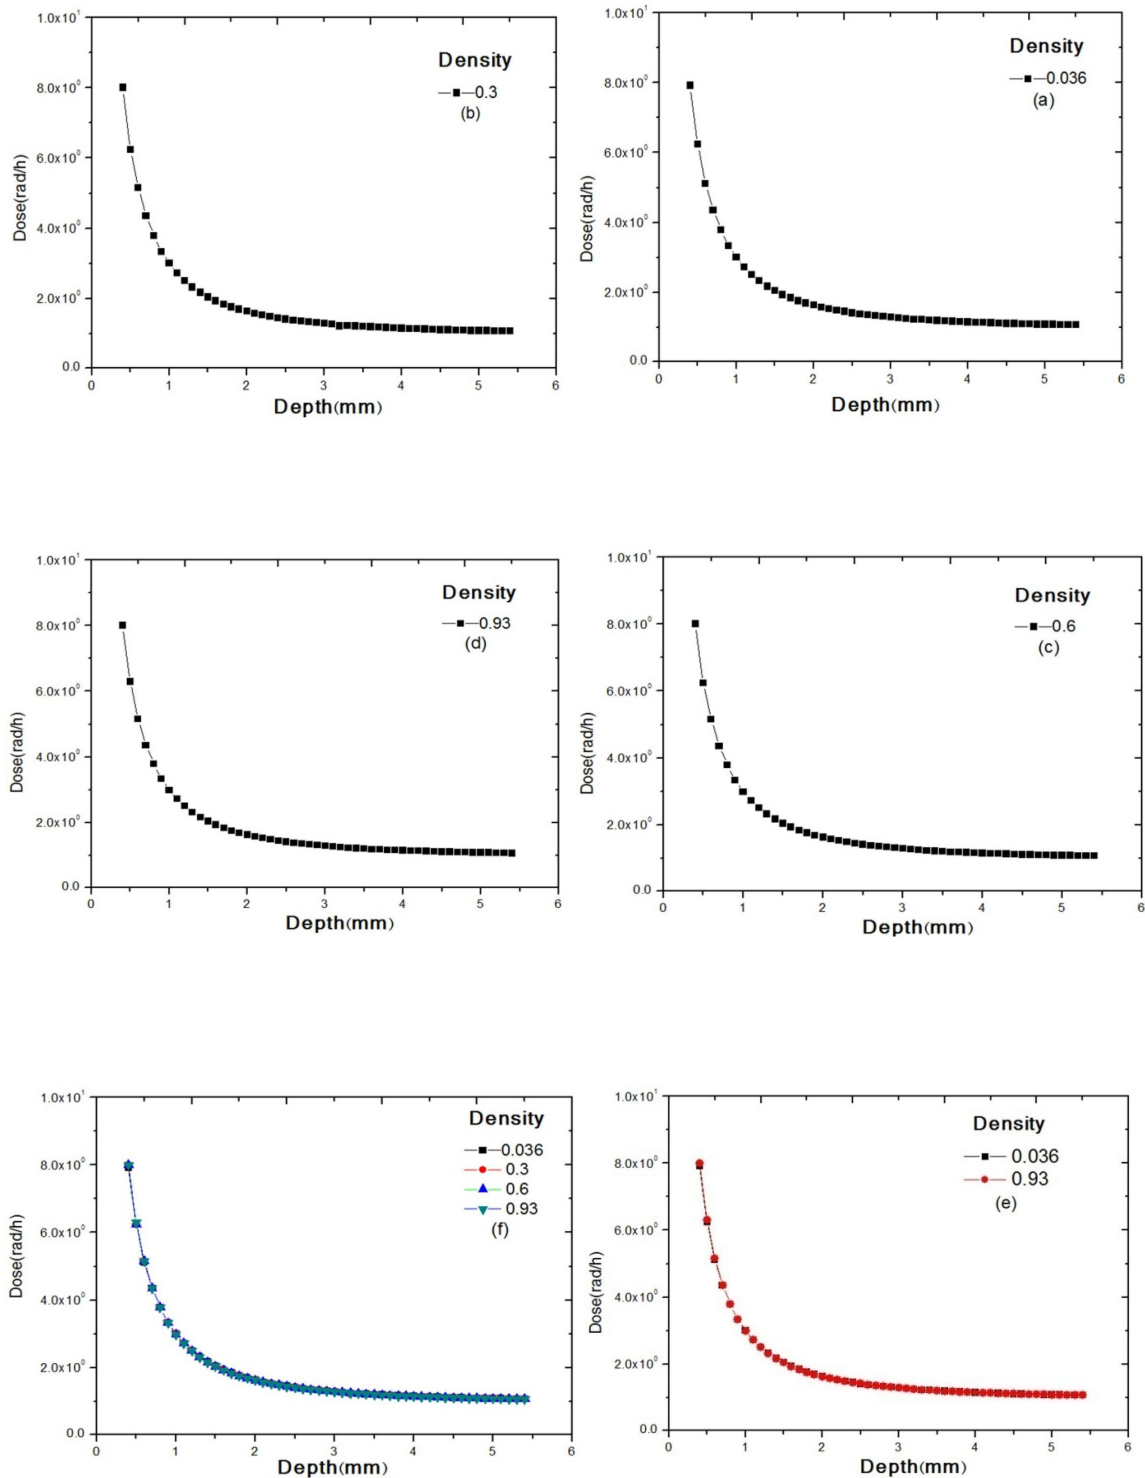 1.0x10¹
8.0x10⁰
6.0x10⁰
4.0x10⁰
2.0x10⁰
0.0
Dose(rad/h)
Density
0.3
(b)
0 1 2 3 4 5 6
Depth(mm)
1.0x10¹
8.0x10⁰
6.0x10⁰
4.0x10⁰
2.0x10⁰
0.0
Dose(rad/h)
Density
0.036
(a)
0 1 2 3 4 5 6
Depth(mm)
1.0x10¹
8.0x10⁰
6.0x10⁰
4.0x10⁰
2.0x10⁰
0.0
Dose(rad/h)
Density
0.93
(d)
0 1 2 3 4 5 6
Depth(mm)
1.0x10¹
8.0x10⁰
6.0x10⁰
4.0x10⁰
2.0x10⁰
0.0
Dose(rad/h)
Density
0.6
(c)
0 1 2 3 4 5 6
Depth(mm)
1.0x10¹
8.0x10⁰
6.0x10⁰
4.0x10⁰
2.0x10⁰
0.0
Dose(rad/h)
Density
0.036
0.3
0.6
0.93
(f)
0 1 2 3 4 5 6
Depth(mm)
1.0x10¹
8.0x10⁰
6.0x10⁰
4.0x10⁰
2.0x10⁰
0.0
Dose(rad/h)
Density
0.036
0.93
(e)
0 1 2 3 4 5 6
Depth(mm)